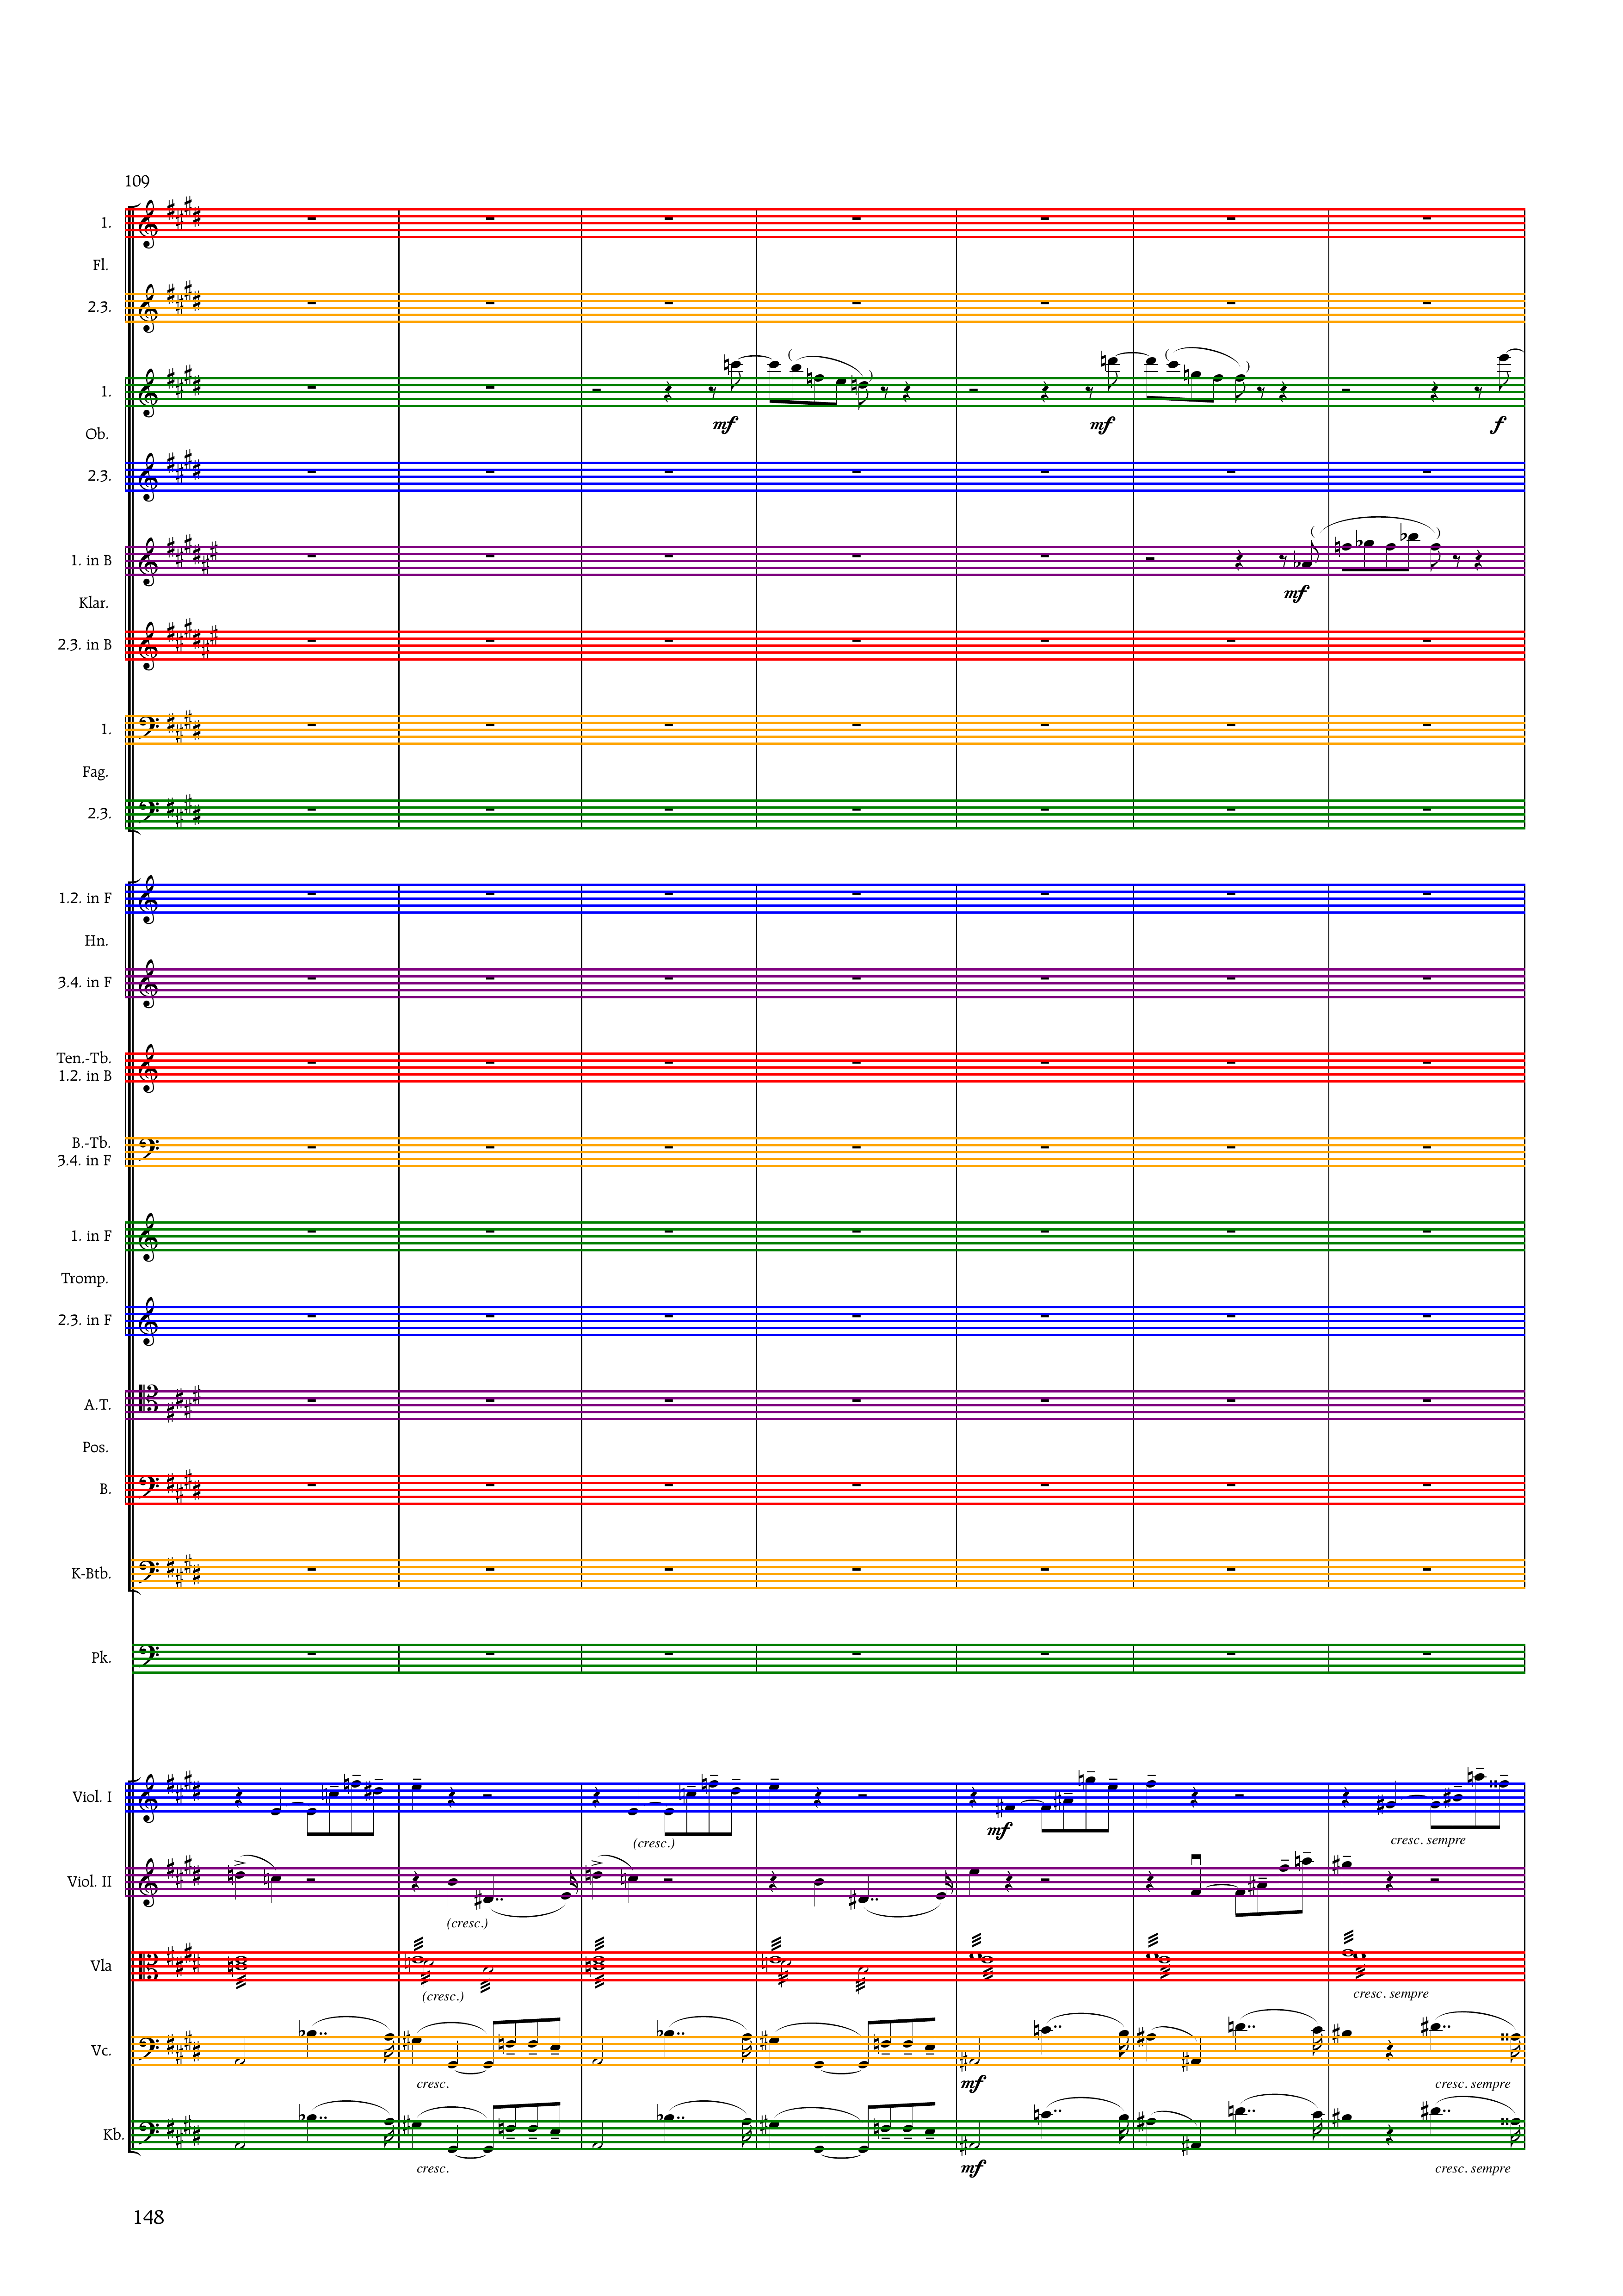 109
1.
Fl.
2.3.
1.
mf
mf
f
Ob.
2.3.
1. in B
mf
Klar.
2.3. in B
1.
Fag.
2.3.
1.2. in F
Hn.
3.4. in F
Ten.-Tb.
1.2. in B
B.-Tb.
3.4. in F
1. in F
Tromp.
2.3. in F
A.T.
Pos.
B.
K-Btb.
Pk.
Viol. I
(cresc.)
mf
cresc. sempre
Viol. II
(cresc.)
Vla
(cresc.)
cresc. sempre
Vc.
cresc.
mf
cresc. sempre
Kb.
cresc.
mf
cresc. sempre
148